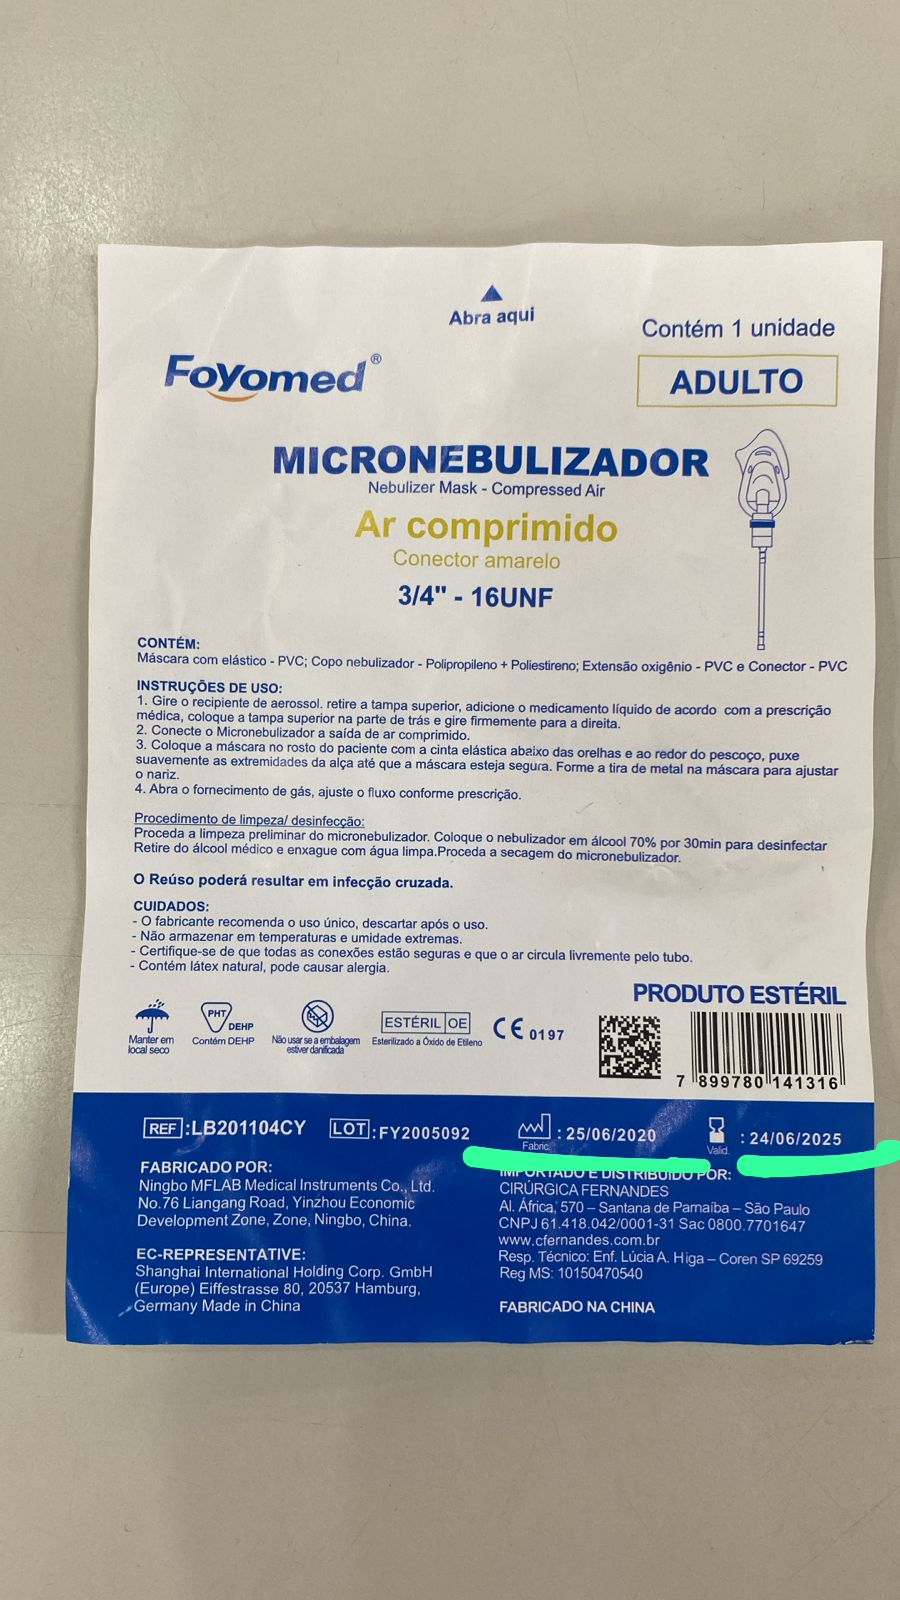 Abra aqui
Contém 1 unidade
Foyomed®
ADULTO
MICRONEBULIZADOR
Nebulizer Mask - Compressed Air
Ar comprimido
Conector amarelo
3/4" - 16UNF
CONTÉM:
Máscara com elástico - PVC; Copo nebulizador - Polipropileno + Poliestireno; Extensão oxigênio - PVC e Conector - PVC
INSTRUÇÕES DE USO:
1. Gire o recipiente de aerossol. retire a tampa superior, adicione o medicamento líquido de acordo com a prescrição
médica, coloque a tampa superior na parte de trás e gire firmemente para a direita.
2. Conecte o Micronebulizador a saída de ar comprimido.
3. Coloque a máscara no rosto do paciente com a cinta elástica abaixo das orelhas e ao redor do pescoço, puxe
suavemente as extremidades da alça até que a máscara esteja segura. Forme a tira de metal na máscara para ajustar
o nariz.
4. Abra o fornecimento de gás, ajuste o fluxo conforme prescrição.
Procedimento de limpeza/ desinfecção:
Proceda a limpeza preliminar do micronebulizador. Coloque o nebulizador em álcool 70% por 30min para desinfectar
Retire do álcool médico e enxague com água limpa.Proceda a secagem do micronebulizador.
O Reúso poderá resultar em infecção cruzada.
CUIDADOS:
- O fabricante recomenda o uso único, descartar após o uso.
- Não armazenar em temperaturas e umidade extremas.
- Certifique-se de que todas as conexões estão seguras e que o ar circula livremente pelo tubo.
- Contém látex natural, pode causar alergia.
PRODUTO ESTÉRIL
PHT
DEHP
ESTÉRIL OE
CE 0197
Manter em
local seco
Contém DEHP
Não usar se a embalagem
estiver danificada
Esterilizado a Óxido de Etileno
7 899780 141316
REF :LB201104CY
LOT :FY2005092
: 25/06/2020
Fabric.
: 24/06/2025
Valid.
FABRICADO POR:
Ningbo MFLAB Medical Instruments Co., Ltd.
No.76 Liangang Road, Yinzhou Economic
Development Zone, Zone, Ningbo, China.
EC-REPRESENTATIVE:
Shanghai International Holding Corp. GmbH
(Europe) Eiffestrasse 80, 20537 Hamburg,
Germany Made in China
IMPORTADO E DISTRIBUIDO POR:
CIRÚRGICA FERNANDES
Al. África, 570 – Santana de Parnaíba – São Paulo
CNPJ 61.418.042/0001-31 Sac 0800.7701647
www.cfernandes.com.br
Resp. Técnico: Enf. Lúcia A. Higa – Coren SP 69259
Reg MS: 10150470540
FABRICADO NA CHINA